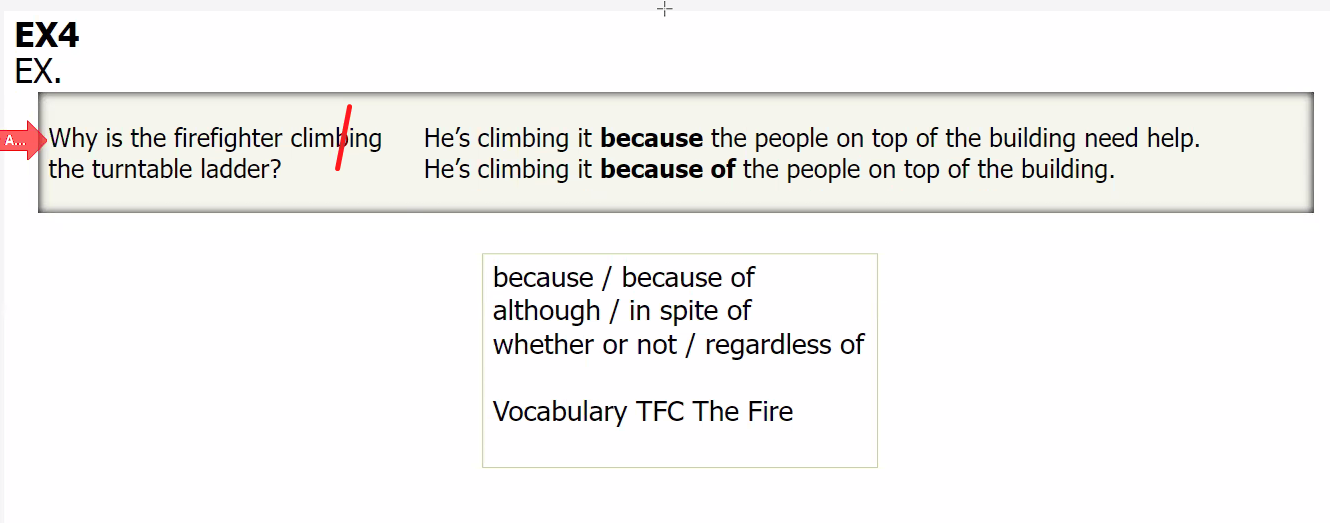 EX4
EX.
A...
Why is the firefighter climbing
the turntable ladder?
He's climbing it because the people on top of the building need help.
He's climbing it because of the people on top of the building.
because / because of
although / in spite of
whether or not / regardless of
Vocabulary TFC The Fire